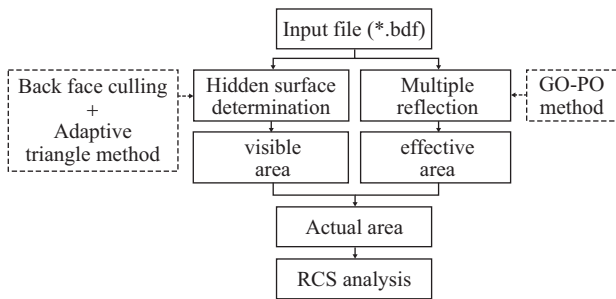 Input file (*.bdf)
Back face culling
+
Adaptive
triangle method
Hidden surface
determination
Multiple
reflection
GO-PO
method
visible
area
effective
area
Actual area
RCS analysis